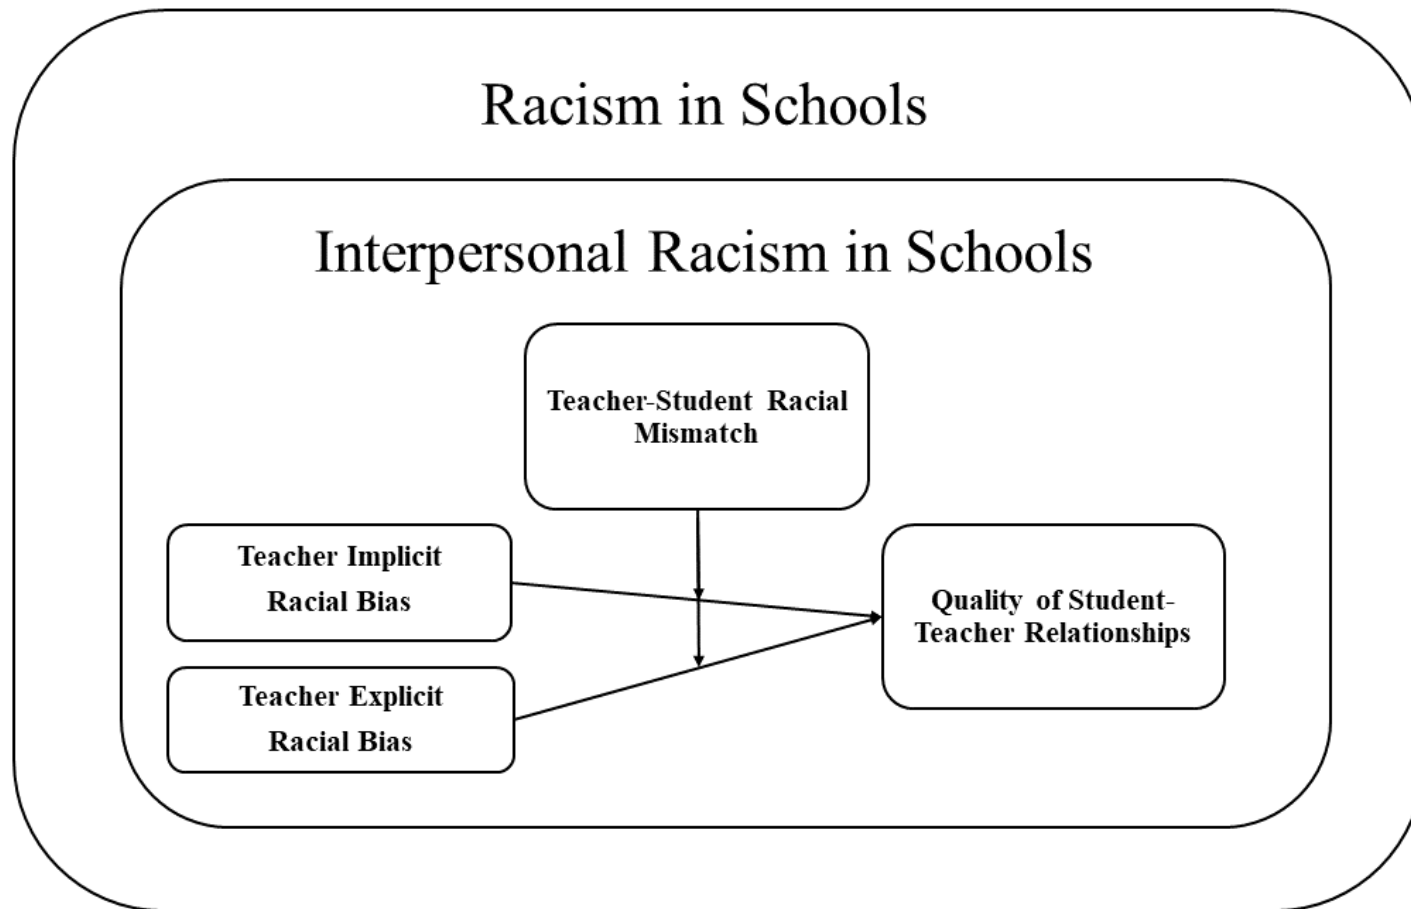 Racism in Schools
Interpersonal Racism in Schools
Teacher-Student Racial
Mismatch
Teacher Implicit
Racial Bias
Quality of Student-
Teacher Relationships
Teacher Explicit
Racial Bias